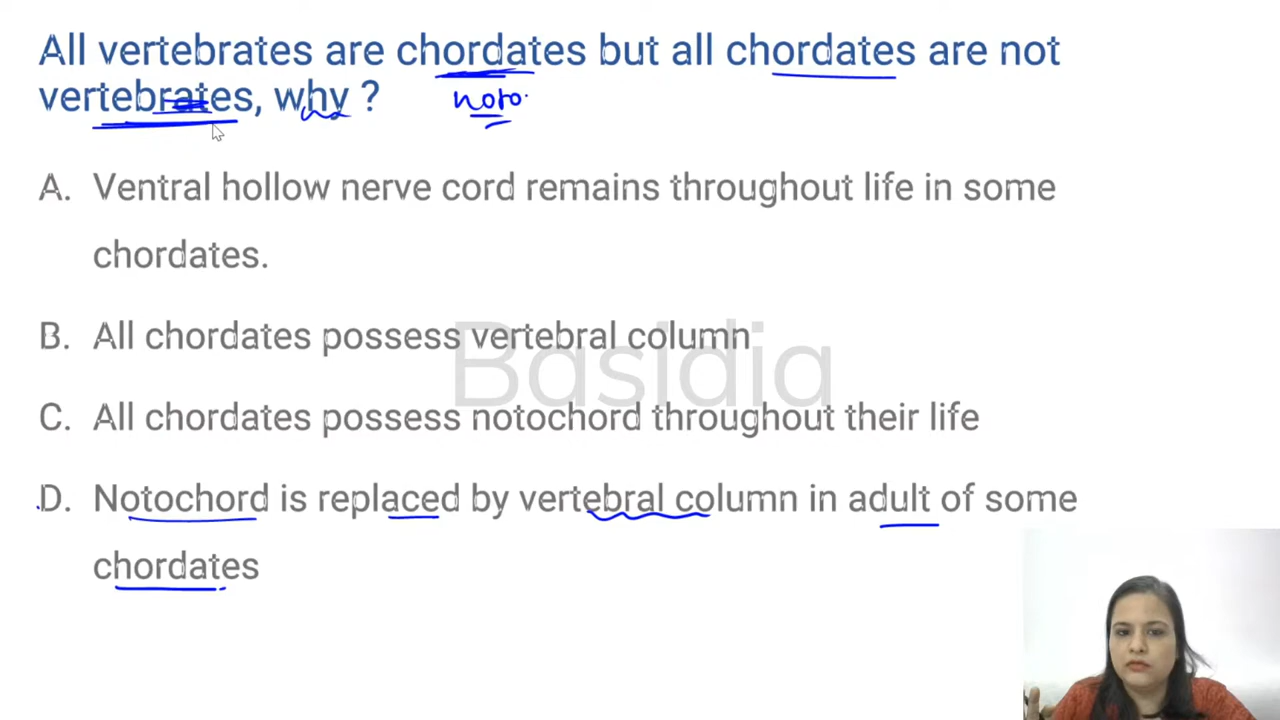 All vertebrates are chordates but all chordates are not
vertebrates, why ?
noto.
A. Ventral hollow nerve cord remains throughout life in some
chordates.
B. All chordates possess vertebral column
Basidia
C. All chordates possess notochord throughout their life
D. Notochord is replaced by vertebral column in adult of some
chordates